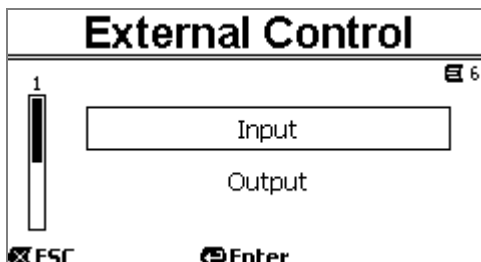 External Control
6
1
Input
Output
ESC Enter